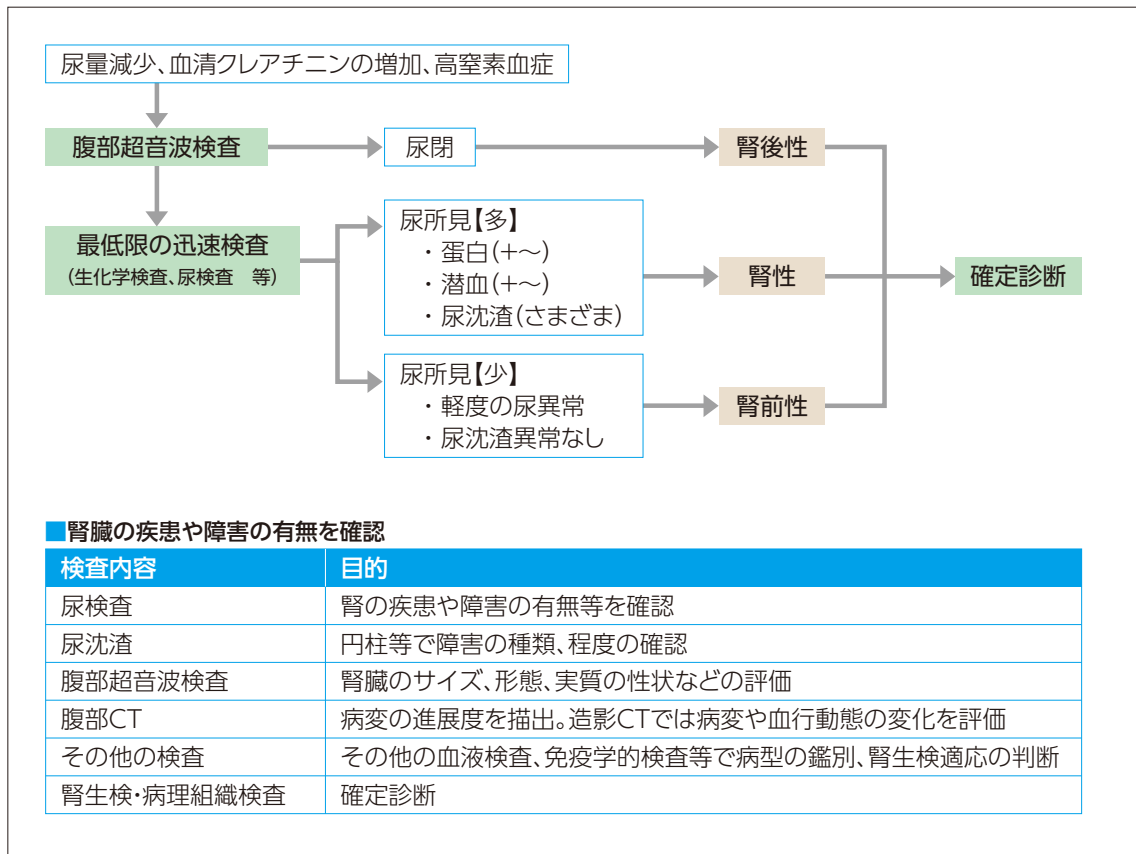 尿量減少、血清クレアチニンの増加、高窒素血症
腹部超音波検査
尿閉
腎後性
最低限の迅速検査
(生化学検査、尿検査　等)
尿所見【多】
・蛋白(+～)
・潜血(+～)
・尿沈渣(さまざま)
腎性
確定診断
尿所見【少】
・軽度の尿異常
・尿沈渣異常なし
腎前性
■腎臓の疾患や障害の有無を確認
検査内容 目的
尿検査 腎の疾患や障害の有無等を確認
尿沈渣 円柱等で障害の種類、程度の確認
腹部超音波検査 腎臓のサイズ、形態、実質の性状などの評価
腹部CT 病変の進展度を描出。造影CTでは病変や血行動態の変化を評価
その他の検査 その他の血液検査、免疫学的検査等で病型の鑑別、腎生検適応の判断
腎生検・病理組織検査 確定診断